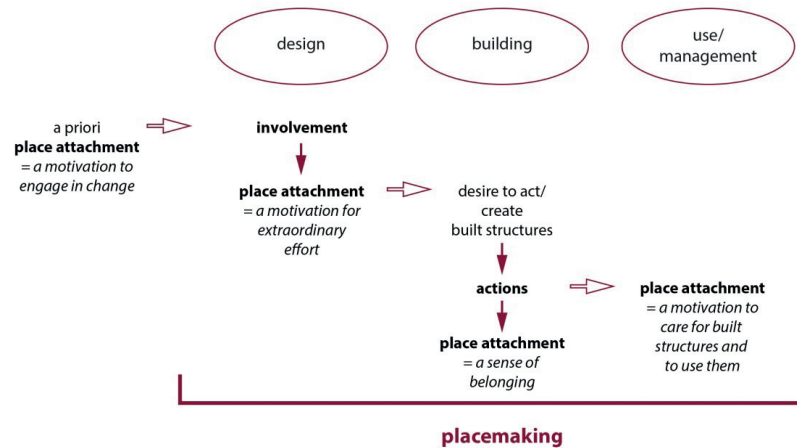 design
building
use/
management
a priori
place attachment
= a motivation to
engage in change
involvement
place attachment
= a motivation for
extraordinary
effort
desire to act/
create
built structures
actions
place attachment
= a sense of
belonging
place attachment
= a motivation to
care for built
structures and
to use them
placemaking